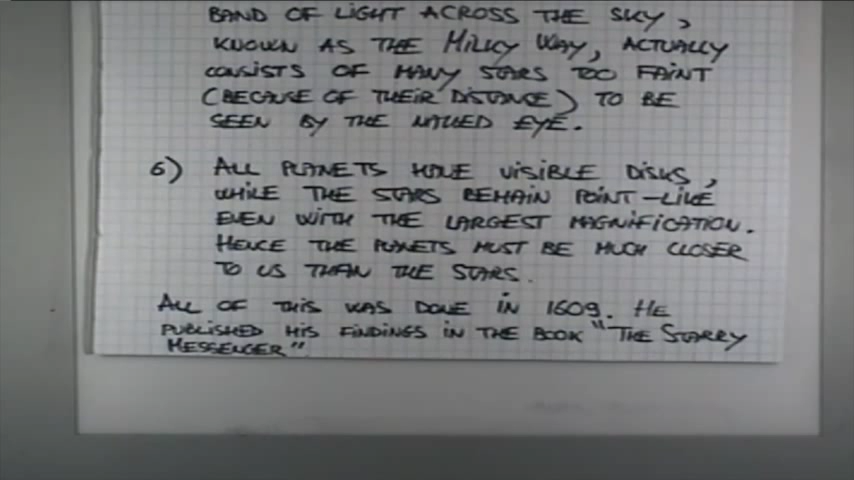 BAND OF LIGHT ACROSS THE SKY,
KNOWN AS THE MILKY WAY, ACTUALLY
CONSISTS OF MANY STARS TOO FAINT
(BECAUSE OF THEIR DISTANCE) TO BE
SEEN BY THE NAKED EYE.
6) ALL PLANETS HAVE VISIBLE DISKS,
WHILE THE STARS REMAIN POINT-LIKE
EVEN WITH THE LARGEST MAGNIFICATION.
HENCE THE PLANETS MUST BE MUCH CLOSER
TO US THAN THE STARS.
ALL OF THIS WAS DONE IN 1609. HE
PUBLISHED HIS FINDINGS IN THE BOOK "THE STARRY
MESSENGER"